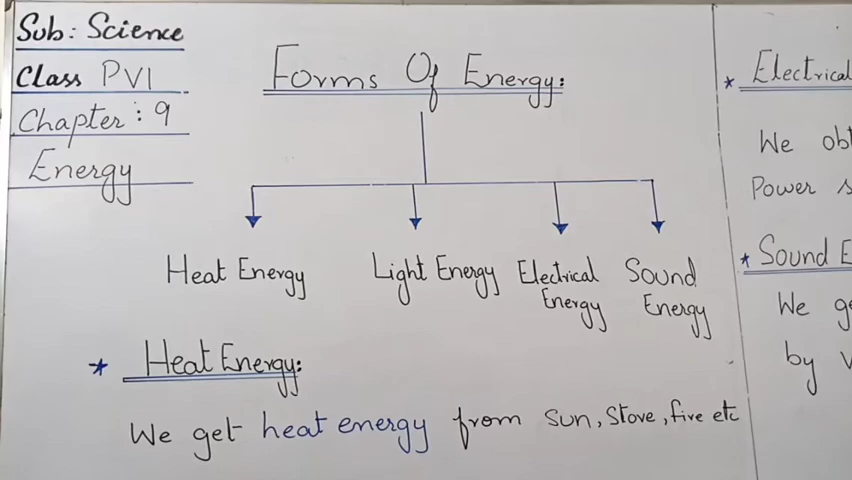 Sub: Science
Class PVI
Chapter: 9
Energy
Forms Of Energy:
Heat Energy
Light Energy
Electrical
Energy
Sound
Energy
* Heat Energy:
We get heat energy from sun, stove, fire etc
* Electrical
We
Power
* Sound
We
by